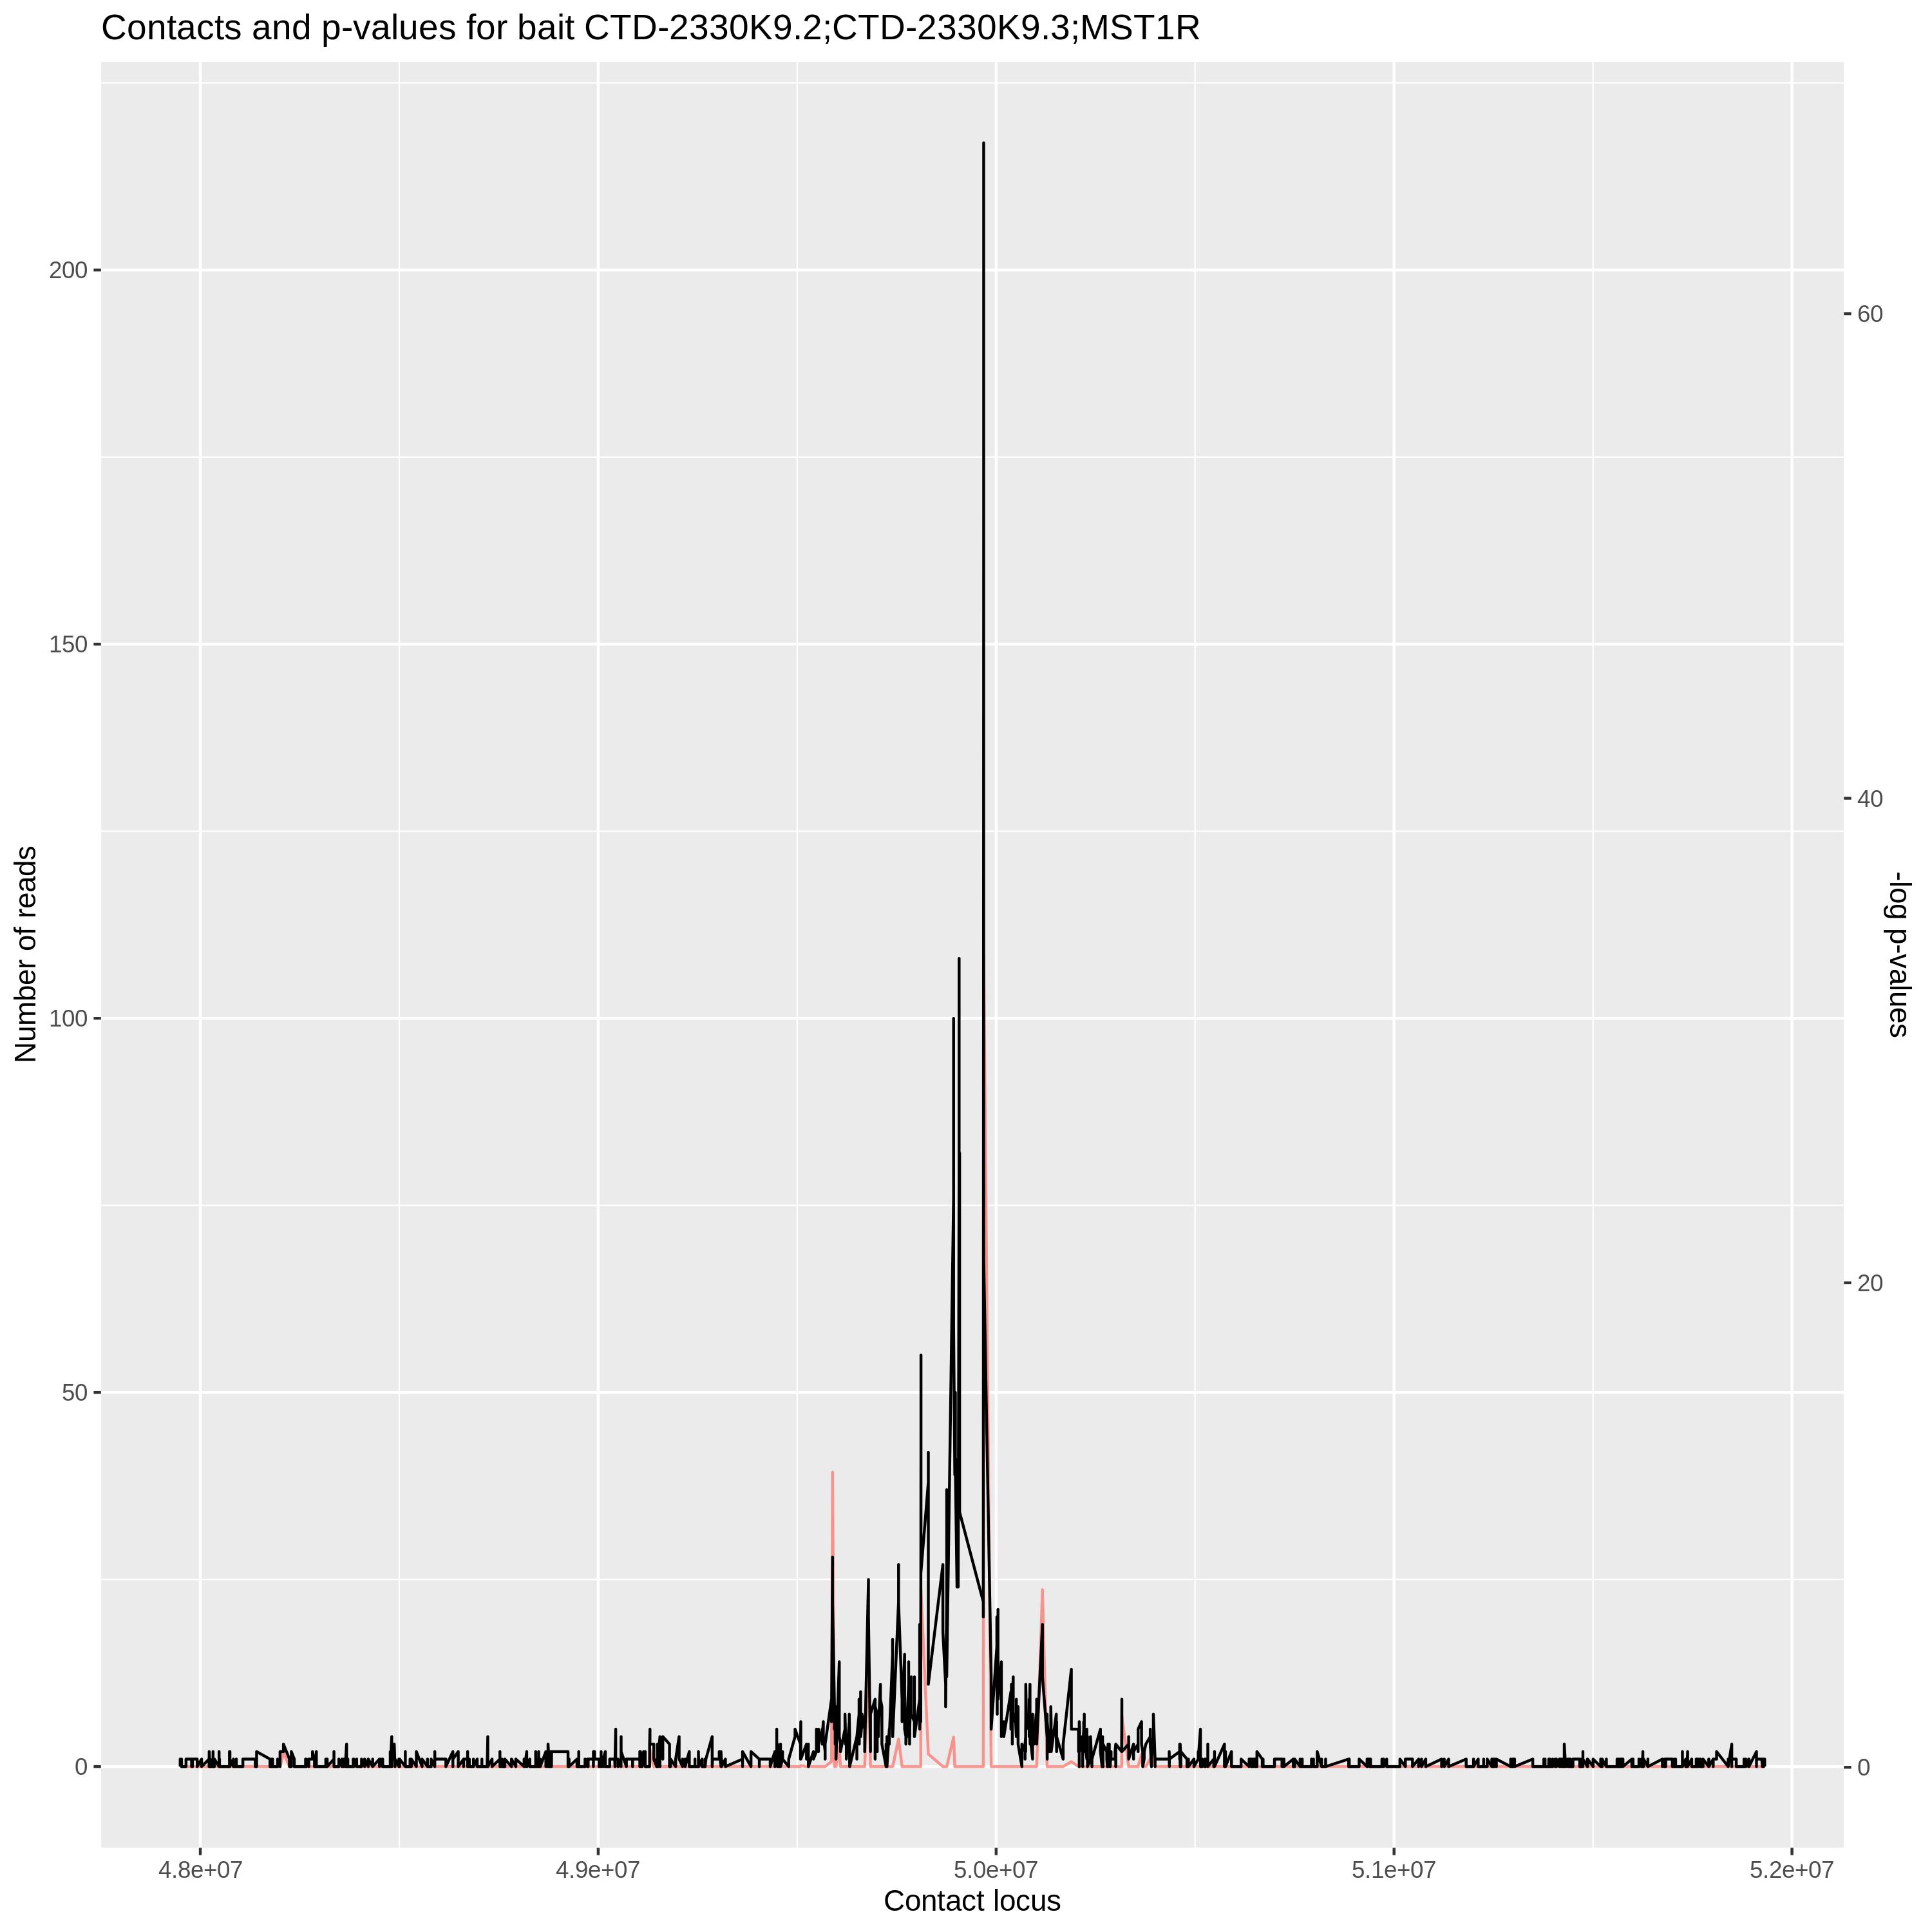 Contacts and p-values for bait CTD-2330K9.2;CTD-2330K9.3;MST1R
Number of reads
200
150
100
50
0
60
40
20
0
-log p-values
4.8e+07 4.9e+07 5.0e+07 5.1e+07 5.2e+07
Contact locus